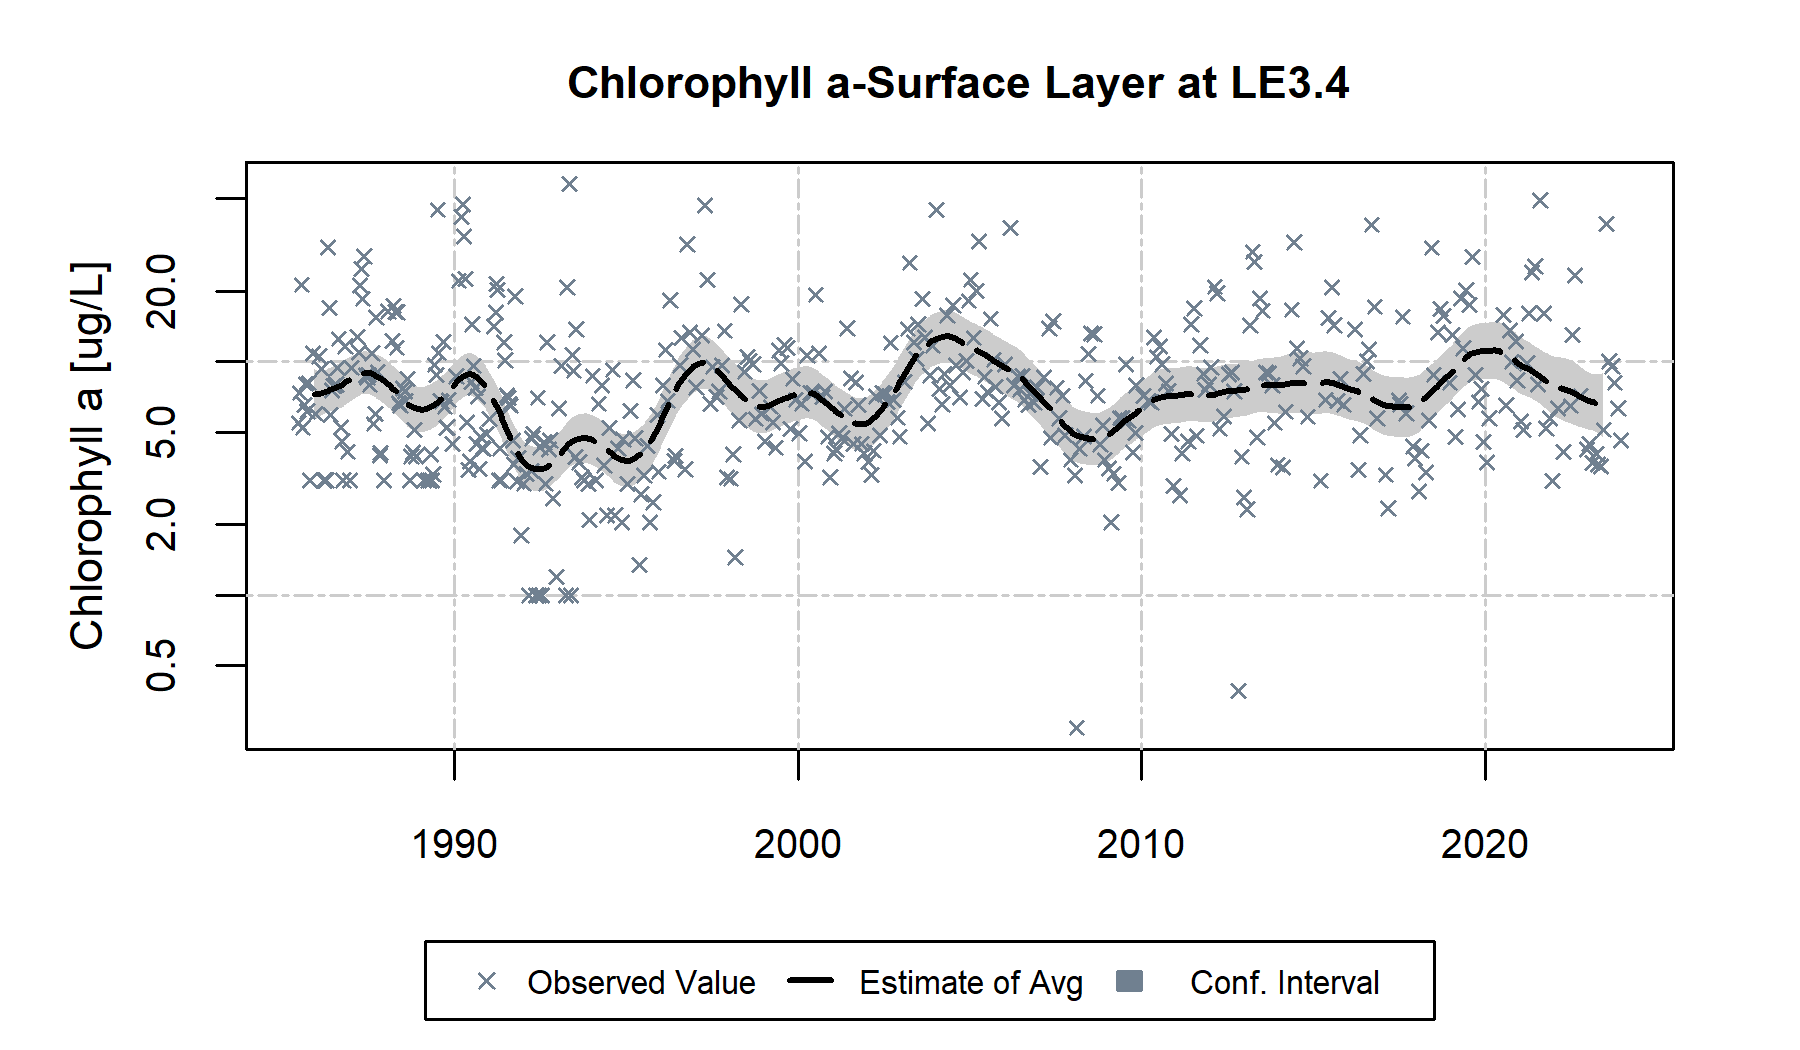 Chlorophyll a-Surface Layer at LE3.4
Chlorophyll a [ug/L]
20.0
5.0
2.0
0.5
1990 2000 2010 2020
Observed Value Estimate of Avg Conf. Interval